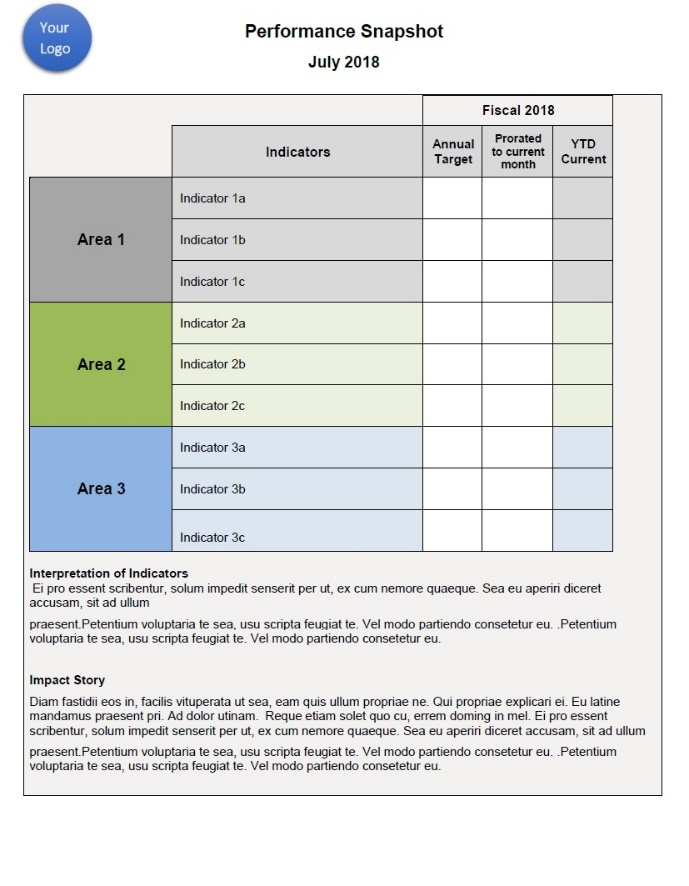 Your
Logo
Performance Snapshot
July 2018
Fiscal 2018
Indicators
Annual
Target
Prorated
to current
month
YTD
Current
Area 1
Indicator 1a
Indicator 1b
Indicator 1c
Area 2
Indicator 2a
Indicator 2b
Indicator 2c
Area 3
Indicator 3a
Indicator 3b
Indicator 3c
Interpretation of Indicators
Ei pro essent scribentur, solum impedit senserit per ut, ex cum nemore quaeque. Sea eu aperiri diceret
accusam, sit ad ullum
praesent.Petentium voluptaria te sea, usu scripta feugiat te. Vel modo partiendo consetetur eu. .Petentium
voluptaria te sea, usu scripta feugiat te. Vel modo partiendo consetetur eu.
Impact Story
Diam fastidii eos in, facilis vituperata ut sea, eam quis ullum propriae ne. Qui propriae explicari ei. Eu latine
mandamus praesent pri. Ad dolor utinam.  Reque etiam solet quo cu, errem doming in mel. Ei pro essent
scribentur, solum impedit senserit per ut, ex cum nemore quaeque. Sea eu aperiri diceret accusam, sit ad ullum
praesent.Petentium voluptaria te sea, usu scripta feugiat te. Vel modo partiendo consetetur eu. .Petentium
voluptaria te sea, usu scripta feugiat te. Vel modo partiendo consetetur eu.